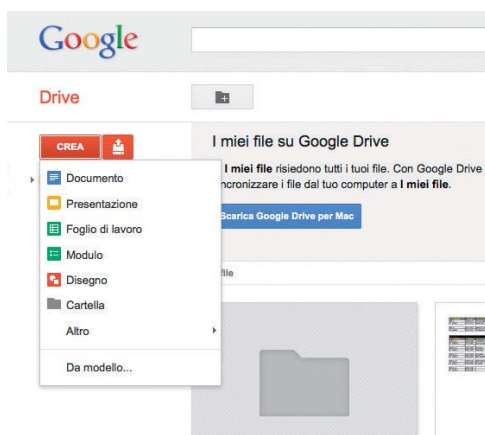 Google
Drive
CREA
I miei file su Google Drive
I miei file risiedono tutti i tuoi file. Con Google Drive
ncronizzare i file dal tuo computer a I miei file.
Scarica Google Drive per Mac
file
Documento
Presentazione
Foglio di lavoro
Modulo
Disegno
Cartella
Altro
Da modello...